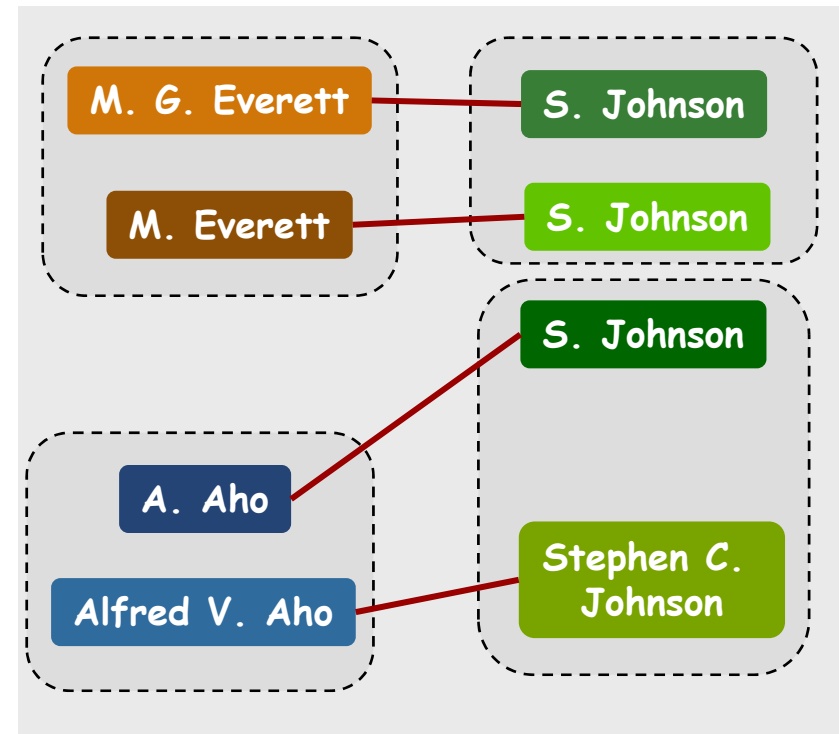 M. G. Everett
S. Johnson
M. Everett
S. Johnson
S. Johnson
A. Aho
Stephen C.
Johnson
Alfred V. Aho